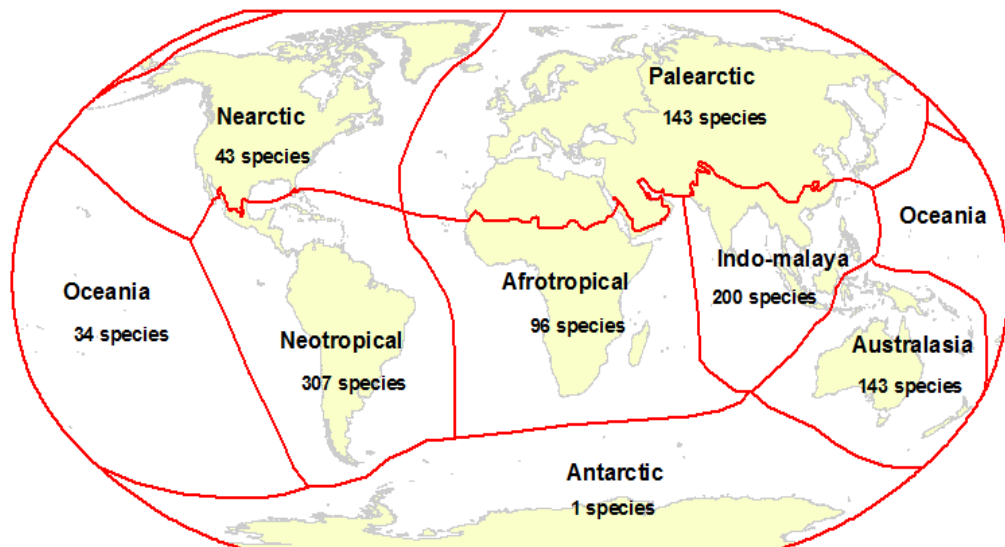 Palearctic
143 species
Nearctic
43 species
Oceania
Indo-malaya
200 species
Afrotropical
96 species
Oceania
34 species
Neotropical
307 species
Australasia
143 species
Antarctic
1 species